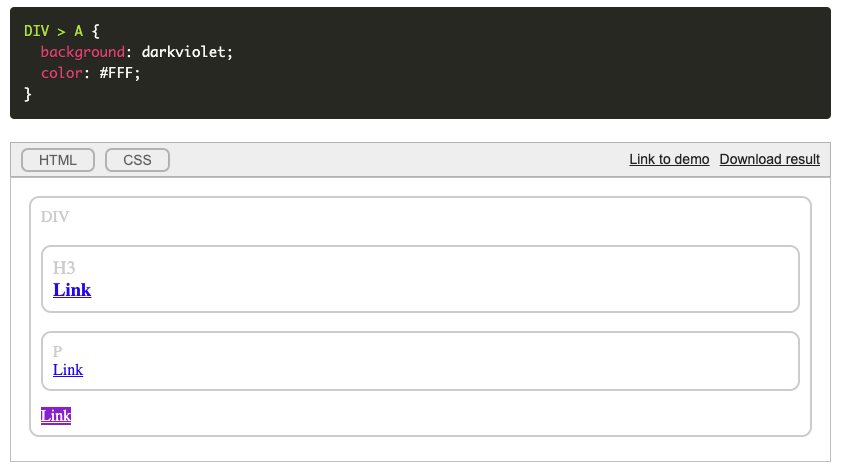 DIV > A {
  background: darkviolet;
  color: #FFF;
}
HTML CSS Link to demo Download result
DIV
H3
Link
P
Link
Link